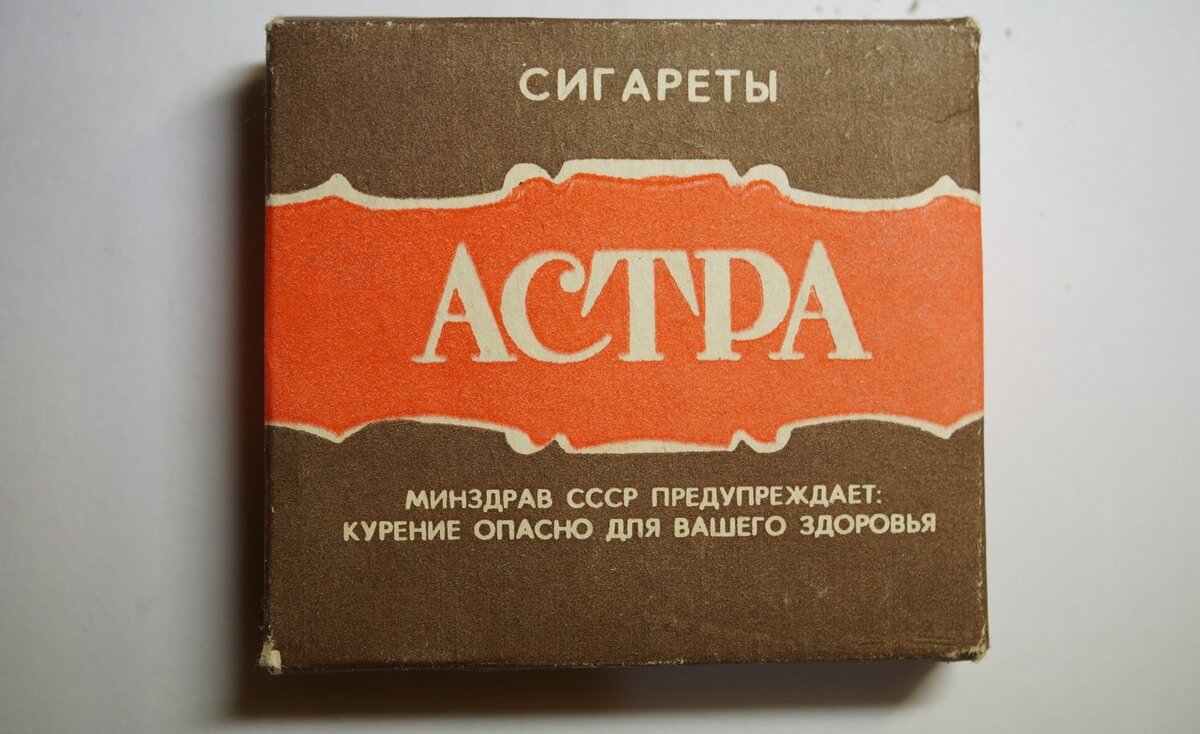 СИГАРЕТЫ
АСТРА
МИНЗДРАВ СССР ПРЕДУПРЕЖДАЕТ:
КУРЕНИЕ ОПАСНО ДЛЯ ВАШЕГО ЗДОРОВЬЯ